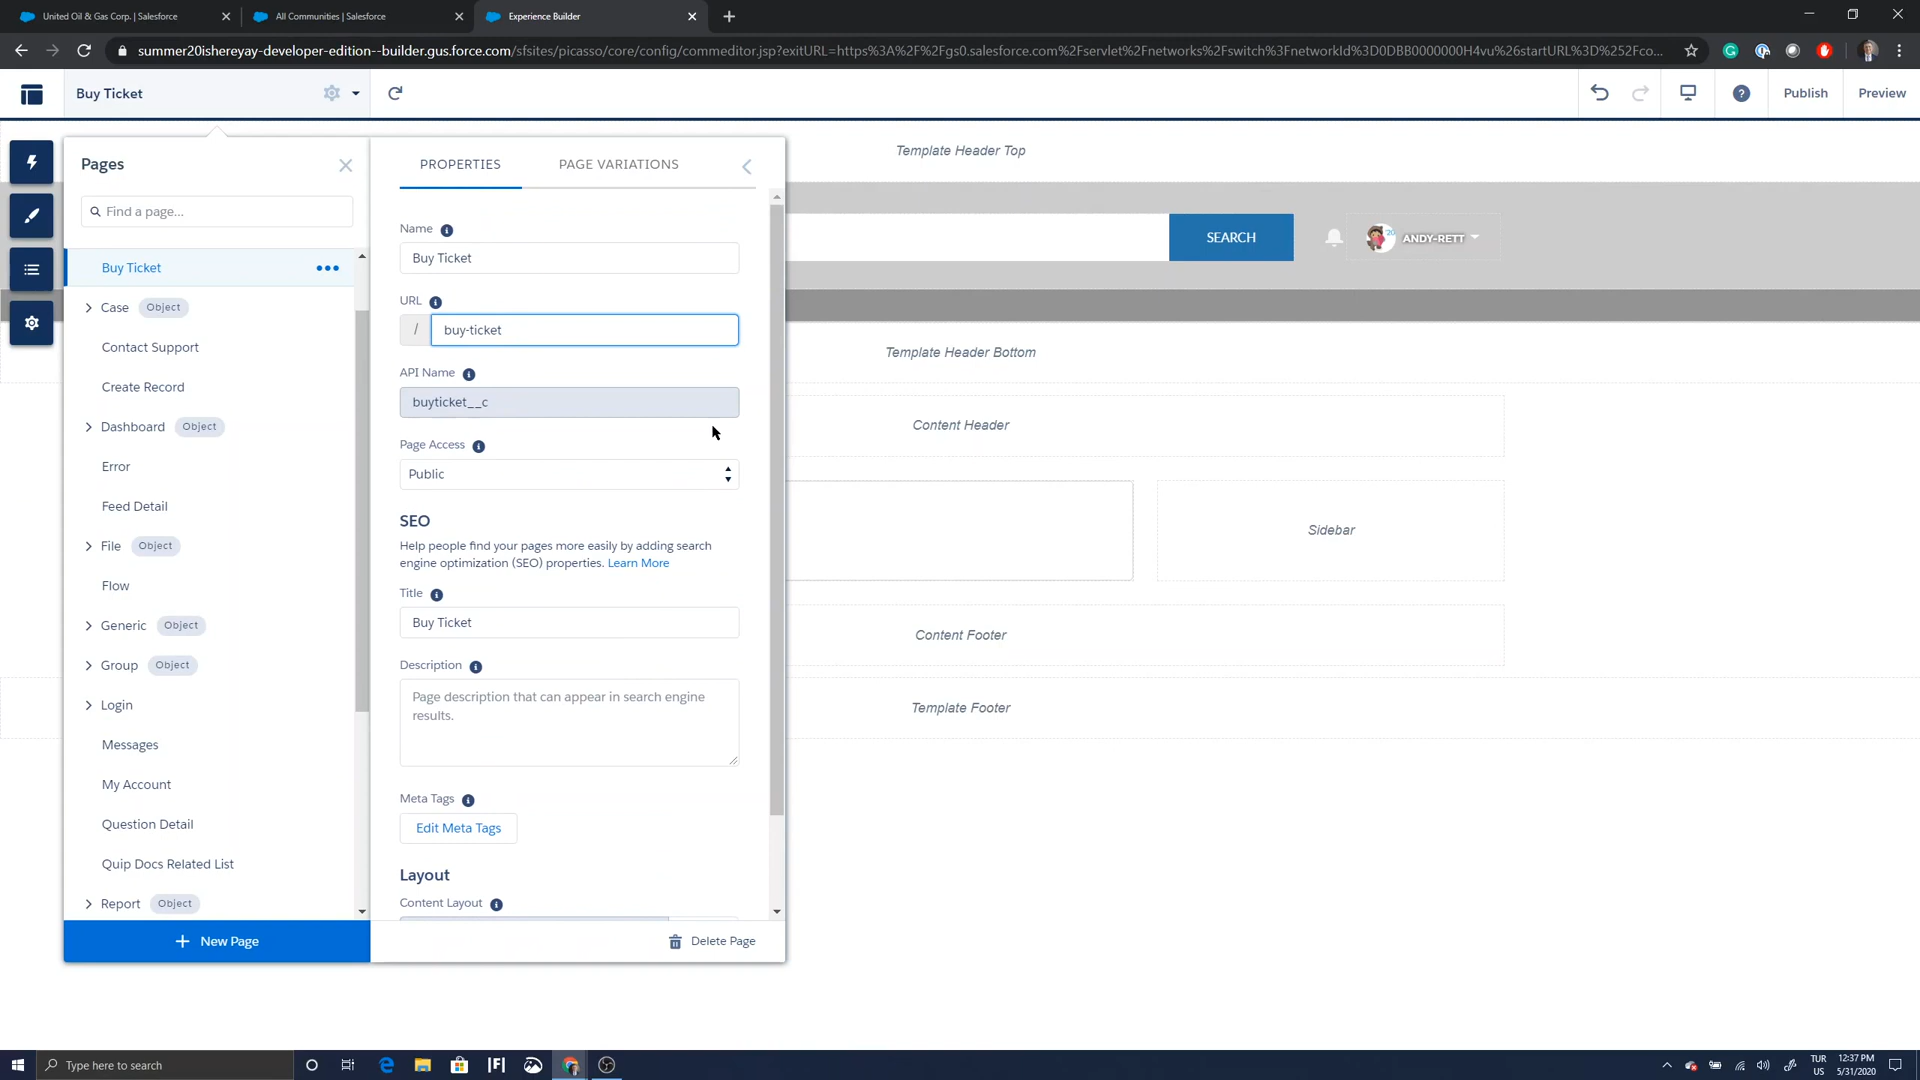 United Oil & Gas Corp. | Salesforce
All Communities | Salesforce
Experience Builder
summer20ishereyay-developer-edition--builder.gus.force.com/sfsites/picasso/core/config/commeditor.jsp?exitURL=https%3A%2F%2Fgs0.salesforce.com%2Fservlet%2Fnetworks%2Fswitch%3FnetworkId%3D0DBB0000000H4vu%26startURL%3D%252Fco...
Buy Ticket
Publish
Preview
Pages
Find a page...
Buy Ticket
Case Object
Contact Support
Create Record
Dashboard Object
Error
Feed Detail
File Object
Flow
Generic Object
Group Object
Login
Messages
My Account
Question Detail
Quip Docs Related List
Report Object
New Page
PROPERTIES
PAGE VARIATIONS
Name
Buy Ticket
URL
/ buy-ticket
API Name
buyticket__c
Page Access
Public
SEO
Help people find your pages more easily by adding search
engine optimization (SEO) properties. Learn More
Title
Buy Ticket
Description
Page description that can appear in search engine
results.
Meta Tags
Edit Meta Tags
Layout
Content Layout
Delete Page
Template Header Top
SEARCH
ANDY-RETT
Template Header Bottom
Content Header
Sidebar
Content Footer
Template Footer
Type here to search
TUR
US
12:37 PM
5/31/2020